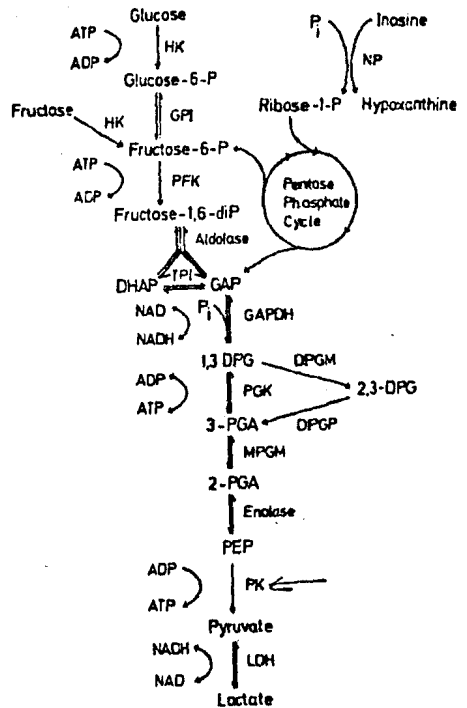 Glucose
Pi
Inosine
ATP
HK
ADP
NP
Glucose-6-P
Ribose-1-P
Hypoxanthine
Fructose
HK
GPI
Fructose-6-P
ATP
PFK
ADP
Pentose
Phosphate
Cycle
Fructose-1,6-diP
Aldolase
TPI
DHAP
GAP
NAD
Pi
GAPDH
NADH
1,3 DPG
DPGM
ADP
PGK
2,3-DPG
ATP
3-PGA
DPGP
MPGM
2-PGA
Enolase
PEP
ADP
PK
ATP
Pyruvate
NADH
LDH
NAD
Lactate